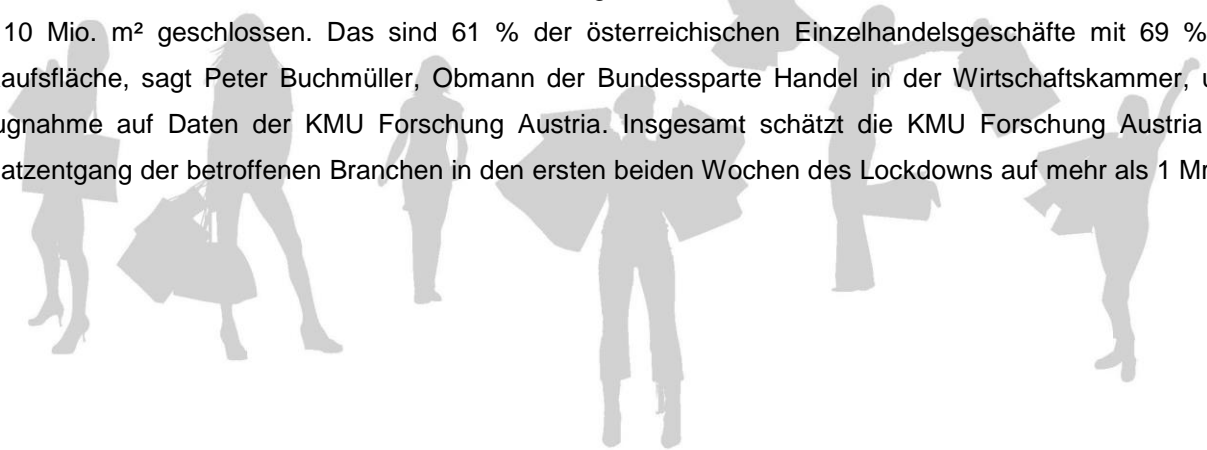 10 Mio. m² geschlossen. Das sind 61 % der österreichischen Einzelhandelsgeschäfte mit 69 %
aufsfläche, sagt Peter Buchmüller, Obmann der Bundessparte Handel in der Wirtschaftskammer, u
ugnahme auf Daten der KMU Forschung Austria. Insgesamt schätzt die KMU Forschung Austria
atzentgang der betroffenen Branchen in den ersten beiden Wochen des Lockdowns auf mehr als 1 Mr